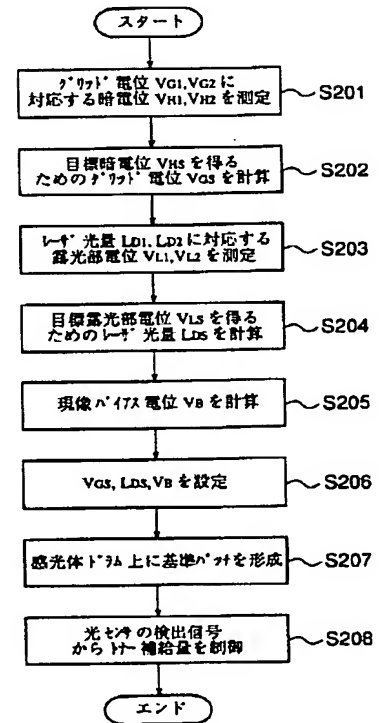 スタート
グリッド電位 VG1,VG2 に
対応する暗電位 VH1,VH2 を測定
S201
目標暗電位 VHS を得る
ためのグリッド電位 VGS を計算
S202
レーザ光量 LD1, LD2 に対応する
露光部電位 VL1,VL2 を測定
S203
目標露光部電位 VLS を得る
ためのレーザ光量 LDS を計算
S204
現像バイアス電位 VB を計算
S205
VGS, LDS,VB を設定
S206
感光体ドラム上に基準パッチを形成
S207
光センサの検出信号
からトナー補給量を制御
S208
エンド